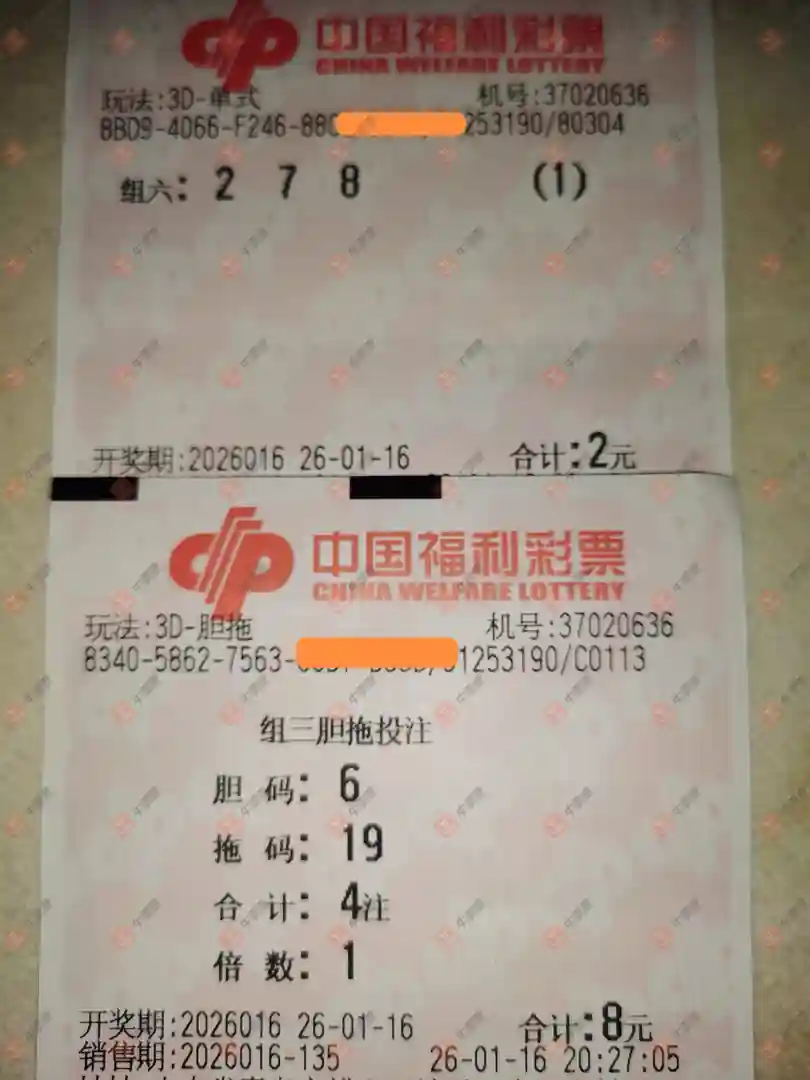 中国福利彩票
CHINA WELFARE LOTTERY
玩法:3D-单式 机号:37020636
8BD9-4066-F246-88 253190/80304
组六: 2 7 8 (1)
开奖期:2026016 26-01-16 合计:2元
中国福利彩票
CHINA WELFARE LOTTERY
玩法:3D-胆拖 机号:37020636
8340-5862-7563- 1253190/C0113
组三胆拖投注
胆 码: 6
拖 码: 19
合 计: 4注
倍 数: 1
开奖期:2026016 26-01-16 合计:8元
销售期:2026016-135 26-01-16 20:27:05